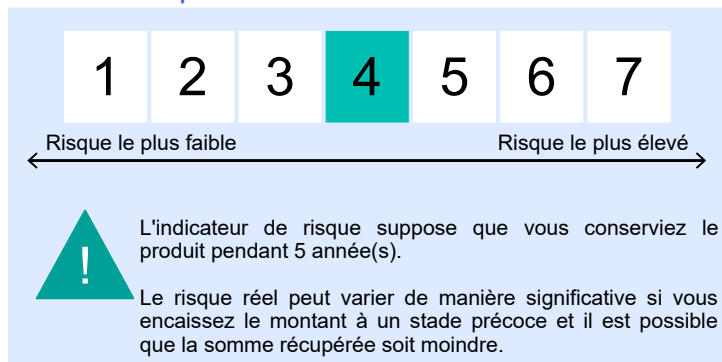 1 2 3 4 5 6 7
Risque le plus faible Risque le plus élevé
!
L'indicateur de risque suppose que vous conserviez le
produit pendant 5 année(s).
Le risque réel peut varier de manière significative si vous
encaissez le montant à un stade précoce et il est possible
que la somme récupérée soit moindre.